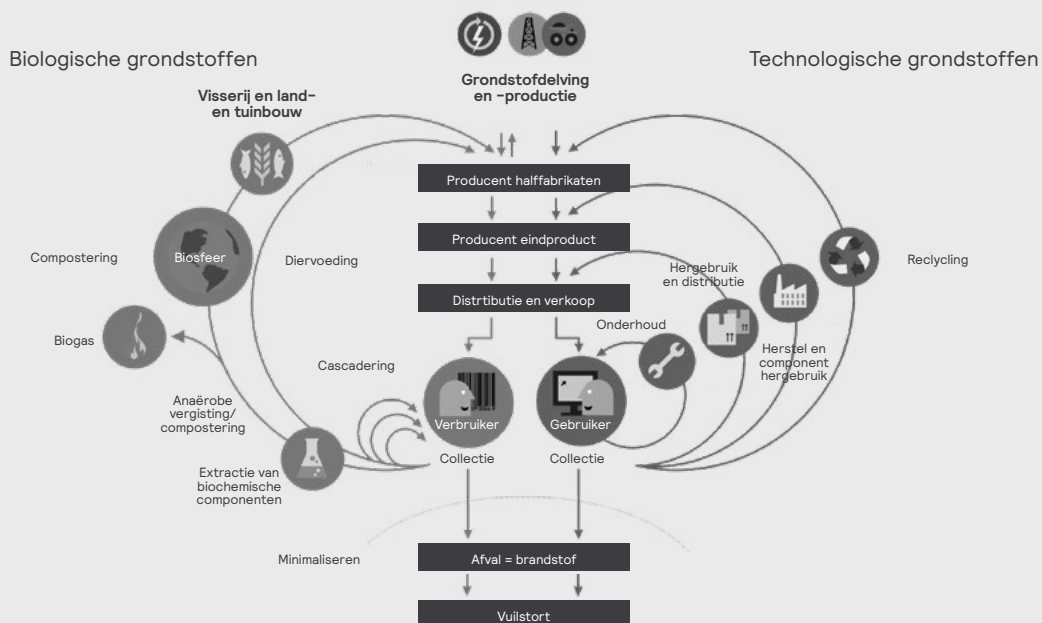 Biologische grondstoffen
Technologische grondstoffen
Grondstofdelving
en -productie
Visserij en land-
en tuinbouw
Producent halffabrikaten
Producent eindproduct
Distrtibutie en verkoop
Compostering
Biosfeer
Diervoeding
Biogas
Cascadering
Anaërobe
vergisting/
compostering
Extractie van
biochemische
componenten
Verbruiker
Gebruiker
Collectie
Collectie
Onderhoud
Hergebruik
en distributie
Herstel en
component
hergebruik
Reclycling
Minimaliseren
Afval = brandstof
Vuilstort